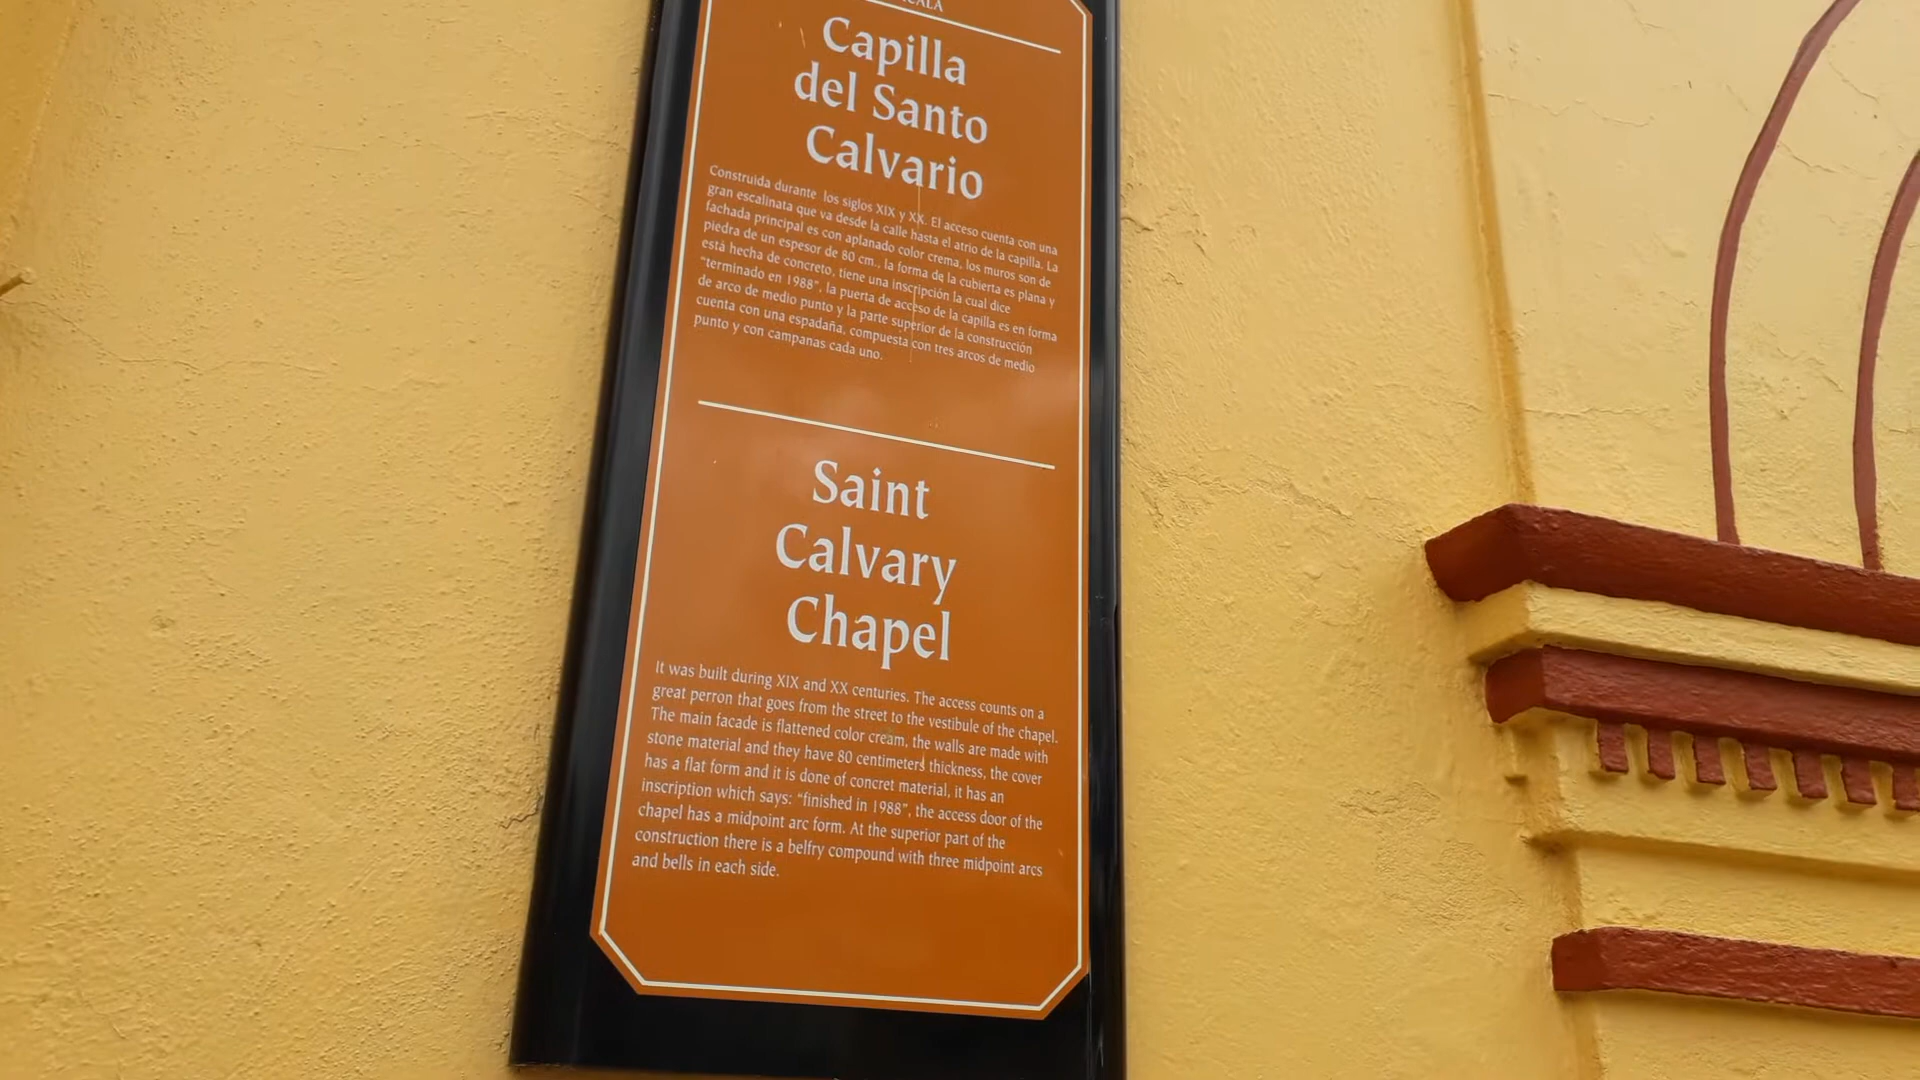 Capilla
del Santo
Calvario
Construida durante los siglos XIX y XX. El acceso cuenta con una
gran escalinata que va desde la calle hasta el atrio de la capilla. La
fachada principal es con aplanado color crema, los muros son de
piedra de un espesor de 80 cm., la forma de la cubierta es plana y
está hecha de concreto, tiene una inscripción la cual dice
"terminado en 1988", la puerta de acceso de la capilla es en forma
de arco de medio punto y la parte superior de la construcción
cuenta con una espadaña, compuesta con tres arcos de medio
punto y con campanas cada uno.
Saint
Calvary
Chapel
It was built during XIX and XX centuries. The access counts on a
great perron that goes from the street to the vestibule of the chapel.
The main facade is flattened color cream, the walls are made with
stone material and they have 80 centimeters thickness, the cover
has a flat form and it is done of concret material, it has an
inscription which says: "finished in 1988", the access door of the
chapel has a midpoint arc form. At the superior part of the
construction there is a belfry compound with three midpoint arcs
and bells in each side.